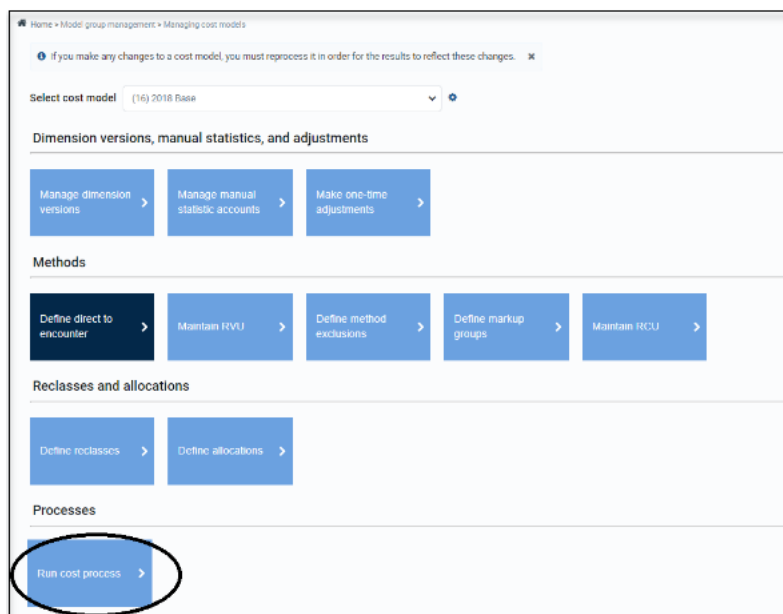 Home » Model group management » Managing cost models
If you make any changes to a cost model, you must reprocess it in order for the results to reflect these changes.
Select cost model (16) 2018 Base
Dimension versions, manual statistics, and adjustments
Manage dimension
versions
Manage manual
statistic accounts
Make one-time
adjustments
Methods
Define direct to
encounter
Maintain RVU
Define method
exclusions
Define markup
groups
Maintain RCU
Reclasses and allocations
Define reclasses
Define allocations
Processes
Run cost process